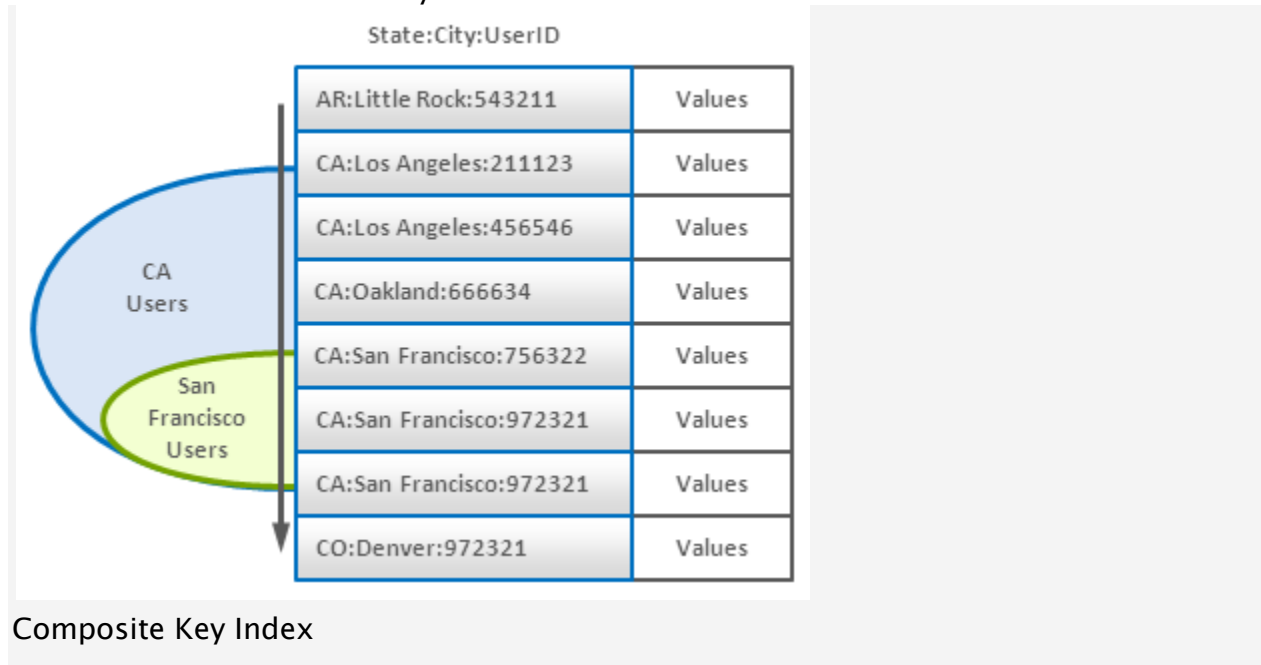 State:City:UserID
AR:Little Rock:543211 Values
CA:Los Angeles:211123 Values
CA:Los Angeles:456546 Values
CA
Users
CA:Oakland:666634 Values
CA:San Francisco:756322 Values
San
Francisco
Users
CA:San Francisco:972321 Values
CA:San Francisco:972321 Values
CO:Denver:972321 Values
Composite Key Index